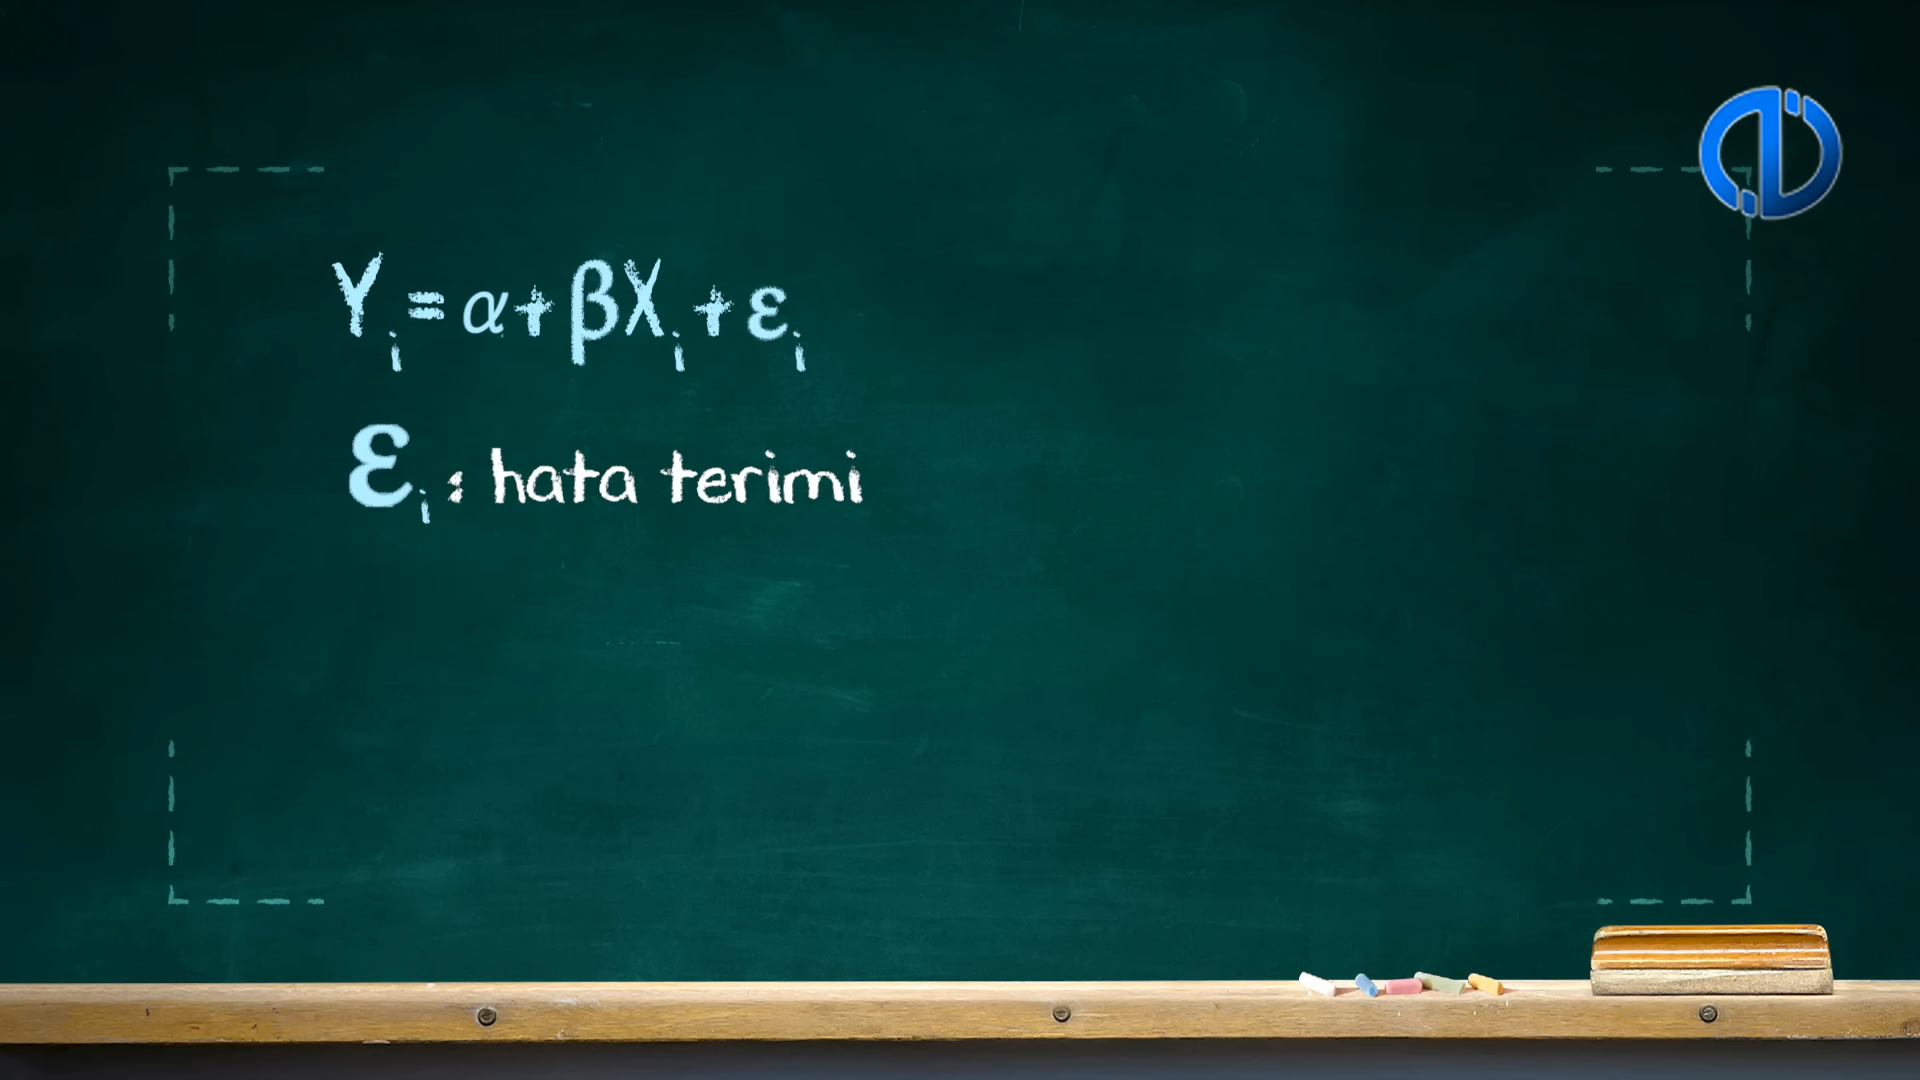 Yᵢ = α + βXᵢ + εᵢ
εᵢ : hata terimi